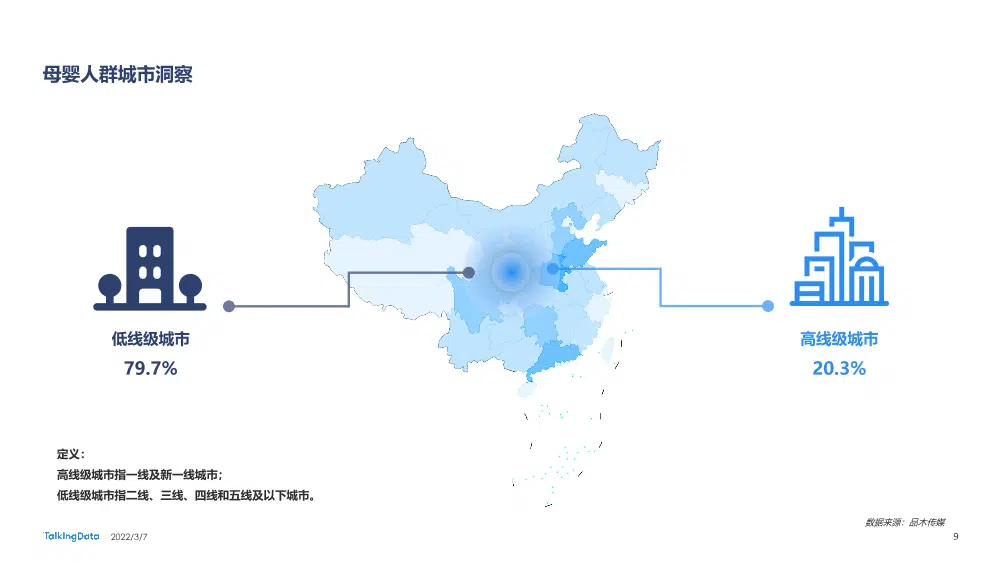 母婴人群城市洞察
低线级城市
79.7%
高线级城市
20.3%
定义：
高线级城市指一线及新一线城市；
低线级城市指二线、三线、四线和五线及以下城市。
数据来源：品木传媒
TalkingData 2022/3/7
9